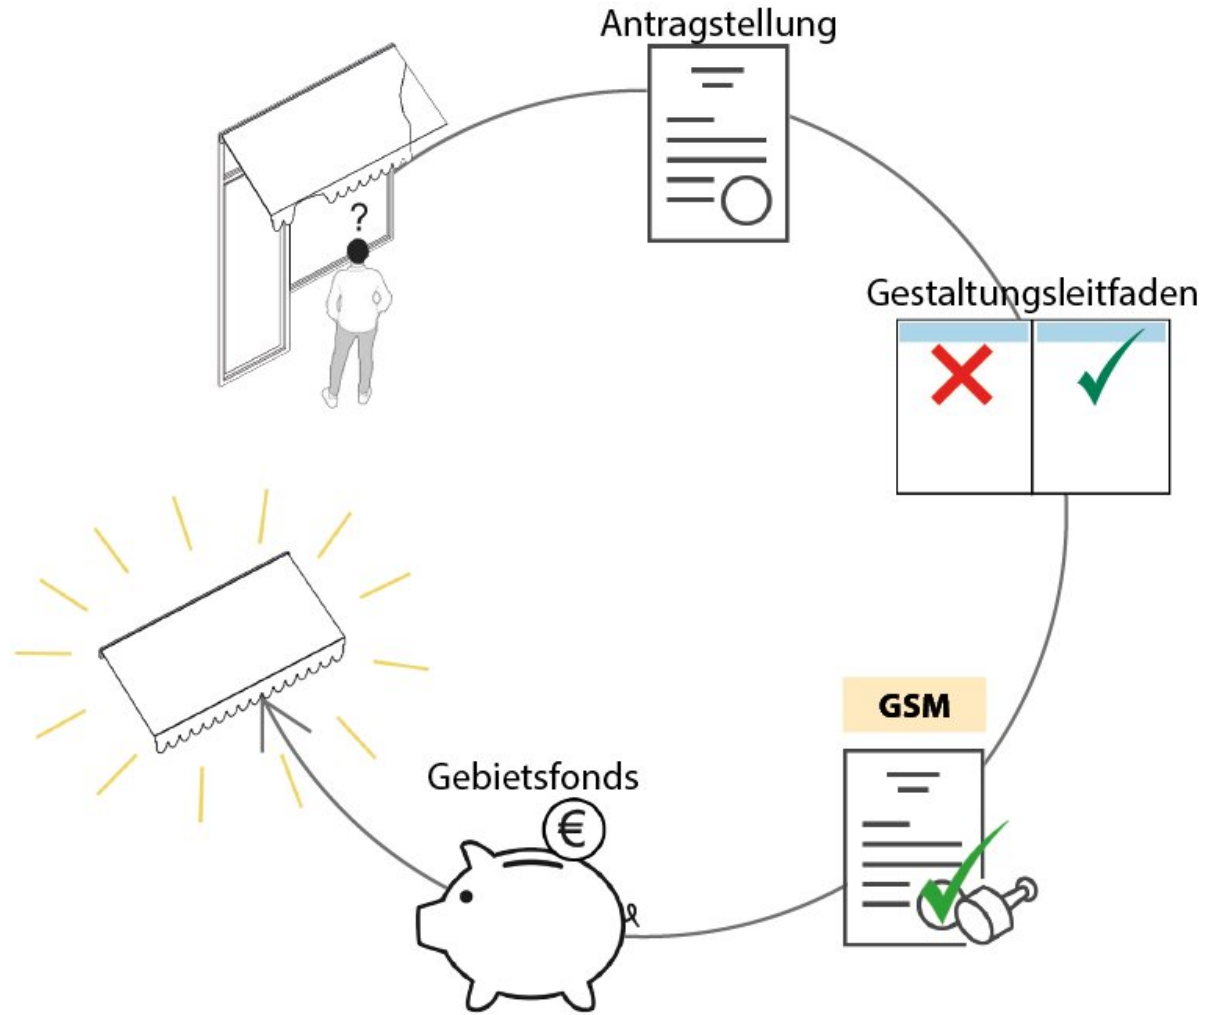 Antragstellung
?
Gestaltungsleitfaden
GSM
Gebietsfonds
€